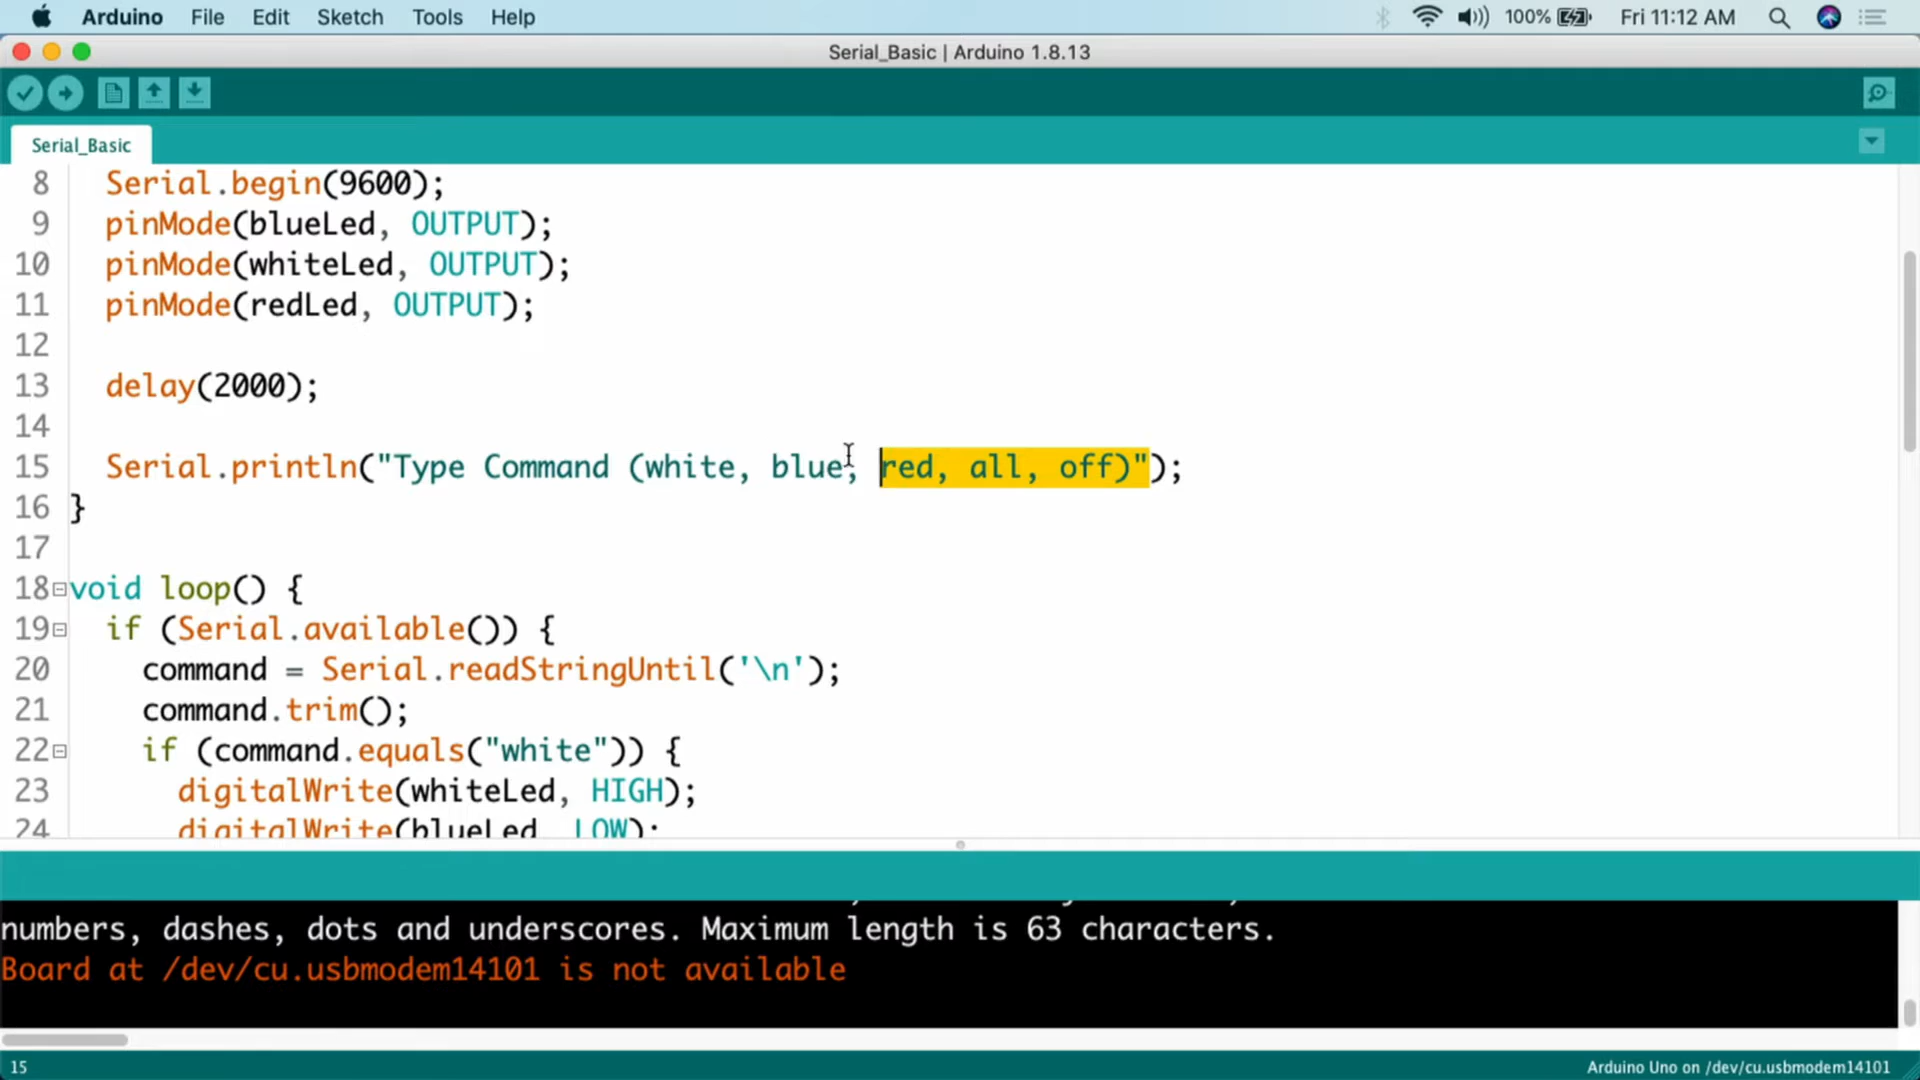 Arduino File Edit Sketch Tools Help 100% Fri 11:12 AM
Serial_Basic | Arduino 1.8.13
Serial_Basic
8 Serial.begin(9600);
9 pinMode(blueLed, OUTPUT);
10 pinMode(whiteLed, OUTPUT);
11 pinMode(redLed, OUTPUT);
12
13 delay(2000);
14
15 Serial.println("Type Command (white, blue, red, all, off)");
16 }
17
18 void loop() {
19 if (Serial.available()) {
20 command = Serial.readStringUntil('\n');
21 command.trim();
22 if (command.equals("white")) {
23 digitalWrite(whiteLed, HIGH);
24 digitalWrite(blueLed, LOW);
numbers, dashes, dots and underscores. Maximum length is 63 characters.
Board at /dev/cu.usbmodem14101 is not available
15 Arduino Uno on /dev/cu.usbmodem14101